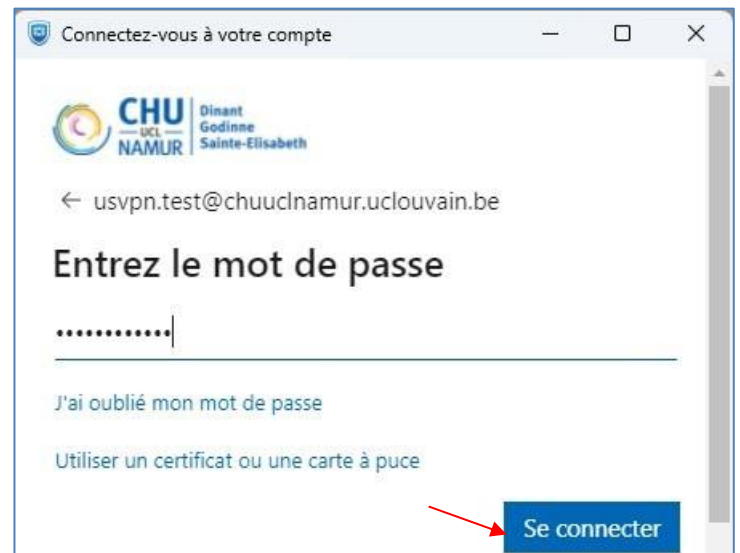 Connectez-vous à votre compte
CHU
UCL
NAMUR
Dinant
Godinne
Sainte-Elisabeth
← usvpn.test@chuuclnamur.uclouvain.be
Entrez le mot de passe
••••••••••••
J'ai oublié mon mot de passe
Utiliser un certificat ou une carte à puce
Se connecter